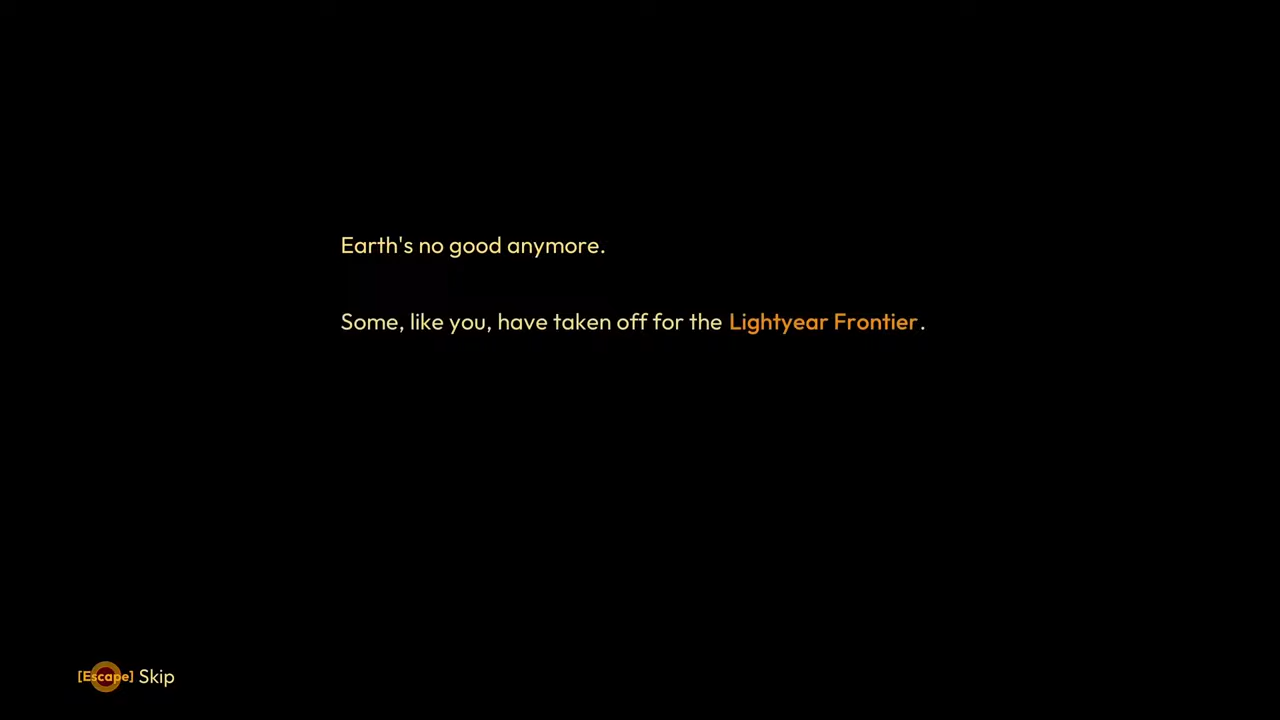 Earth's no good anymore.
Some, like you, have taken off for the Lightyear Frontier.
[Escape] Skip